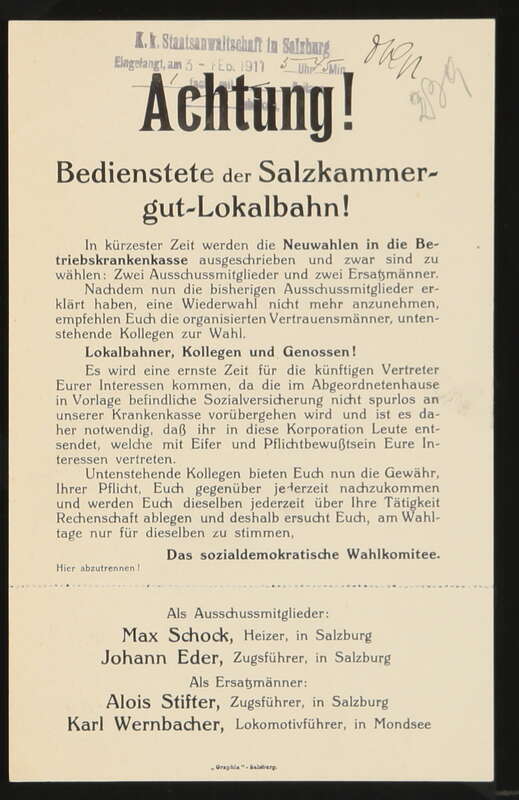 K. k. Staatsanwaltschaft in Salzburg
Eingelangt, am 3 - FEB. 1911 5 Uhr 5 Min
Achtung!
Bedienstete der Salzkammer-
gut-Lokalbahn!
In kürzester Zeit werden die Neuwahlen in die Be-
triebskrankenkasse ausgeschrieben und zwar sind zu
wählen: Zwei Ausschussmitglieder und zwei Ersatzmänner.
Nachdem nun die bisherigen Ausschussmitglieder er-
klärt haben, eine Wiederwahl nicht mehr anzunehmen,
empfehlen Euch die organisierten Vertrauensmänner, unten-
stehende Kollegen zur Wahl.
Lokalbahner, Kollegen und Genossen!
Es wird eine ernste Zeit für die künftigen Vertreter
Eurer Interessen kommen, da die im Abgeordnetenhause
in Vorlage befindliche Sozialversicherung nicht spurlos an
unserer Krankenkasse vorübergehen wird und ist es da-
her notwendig, daß ihr in diese Korporation Leute ent-
sendet, welche mit Eifer und Pflichtbewußtsein Eure In-
teressen vertreten.
Untenstehende Kollegen bieten Euch nun die Gewähr,
Ihrer Pflicht, Euch gegenüber jederzeit nachzukommen
und werden Euch dieselben jederzeit über Ihre Tätigkeit
Rechenschaft ablegen und deshalb ersucht Euch, am Wahl-
tage nur für dieselben zu stimmen,
Das sozialdemokratische Wahlkomitee.
Hier abzutrennen!
Als Ausschussmitglieder:
Max Schock, Heizer, in Salzburg
Johann Eder, Zugsführer, in Salzburg
Als Ersatzmänner:
Alois Stifter, Zugsführer, in Salzburg
Karl Wernbacher, Lokomotivführer, in Mondsee
„Graphia" - Salzburg.